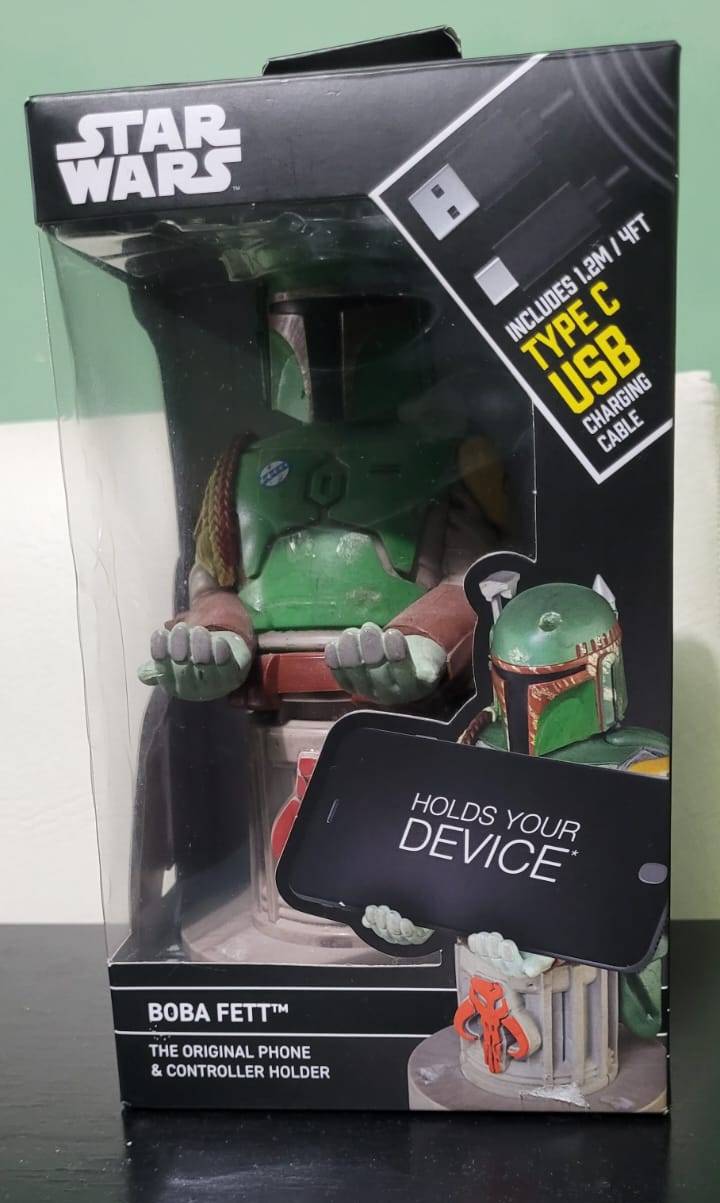 STAR
WARS™
INCLUDES 1.2M / 4FT
TYPE C
USB
CHARGING
CABLE
HOLDS YOUR
DEVICE*
BOBA FETT™
THE ORIGINAL PHONE
& CONTROLLER HOLDER